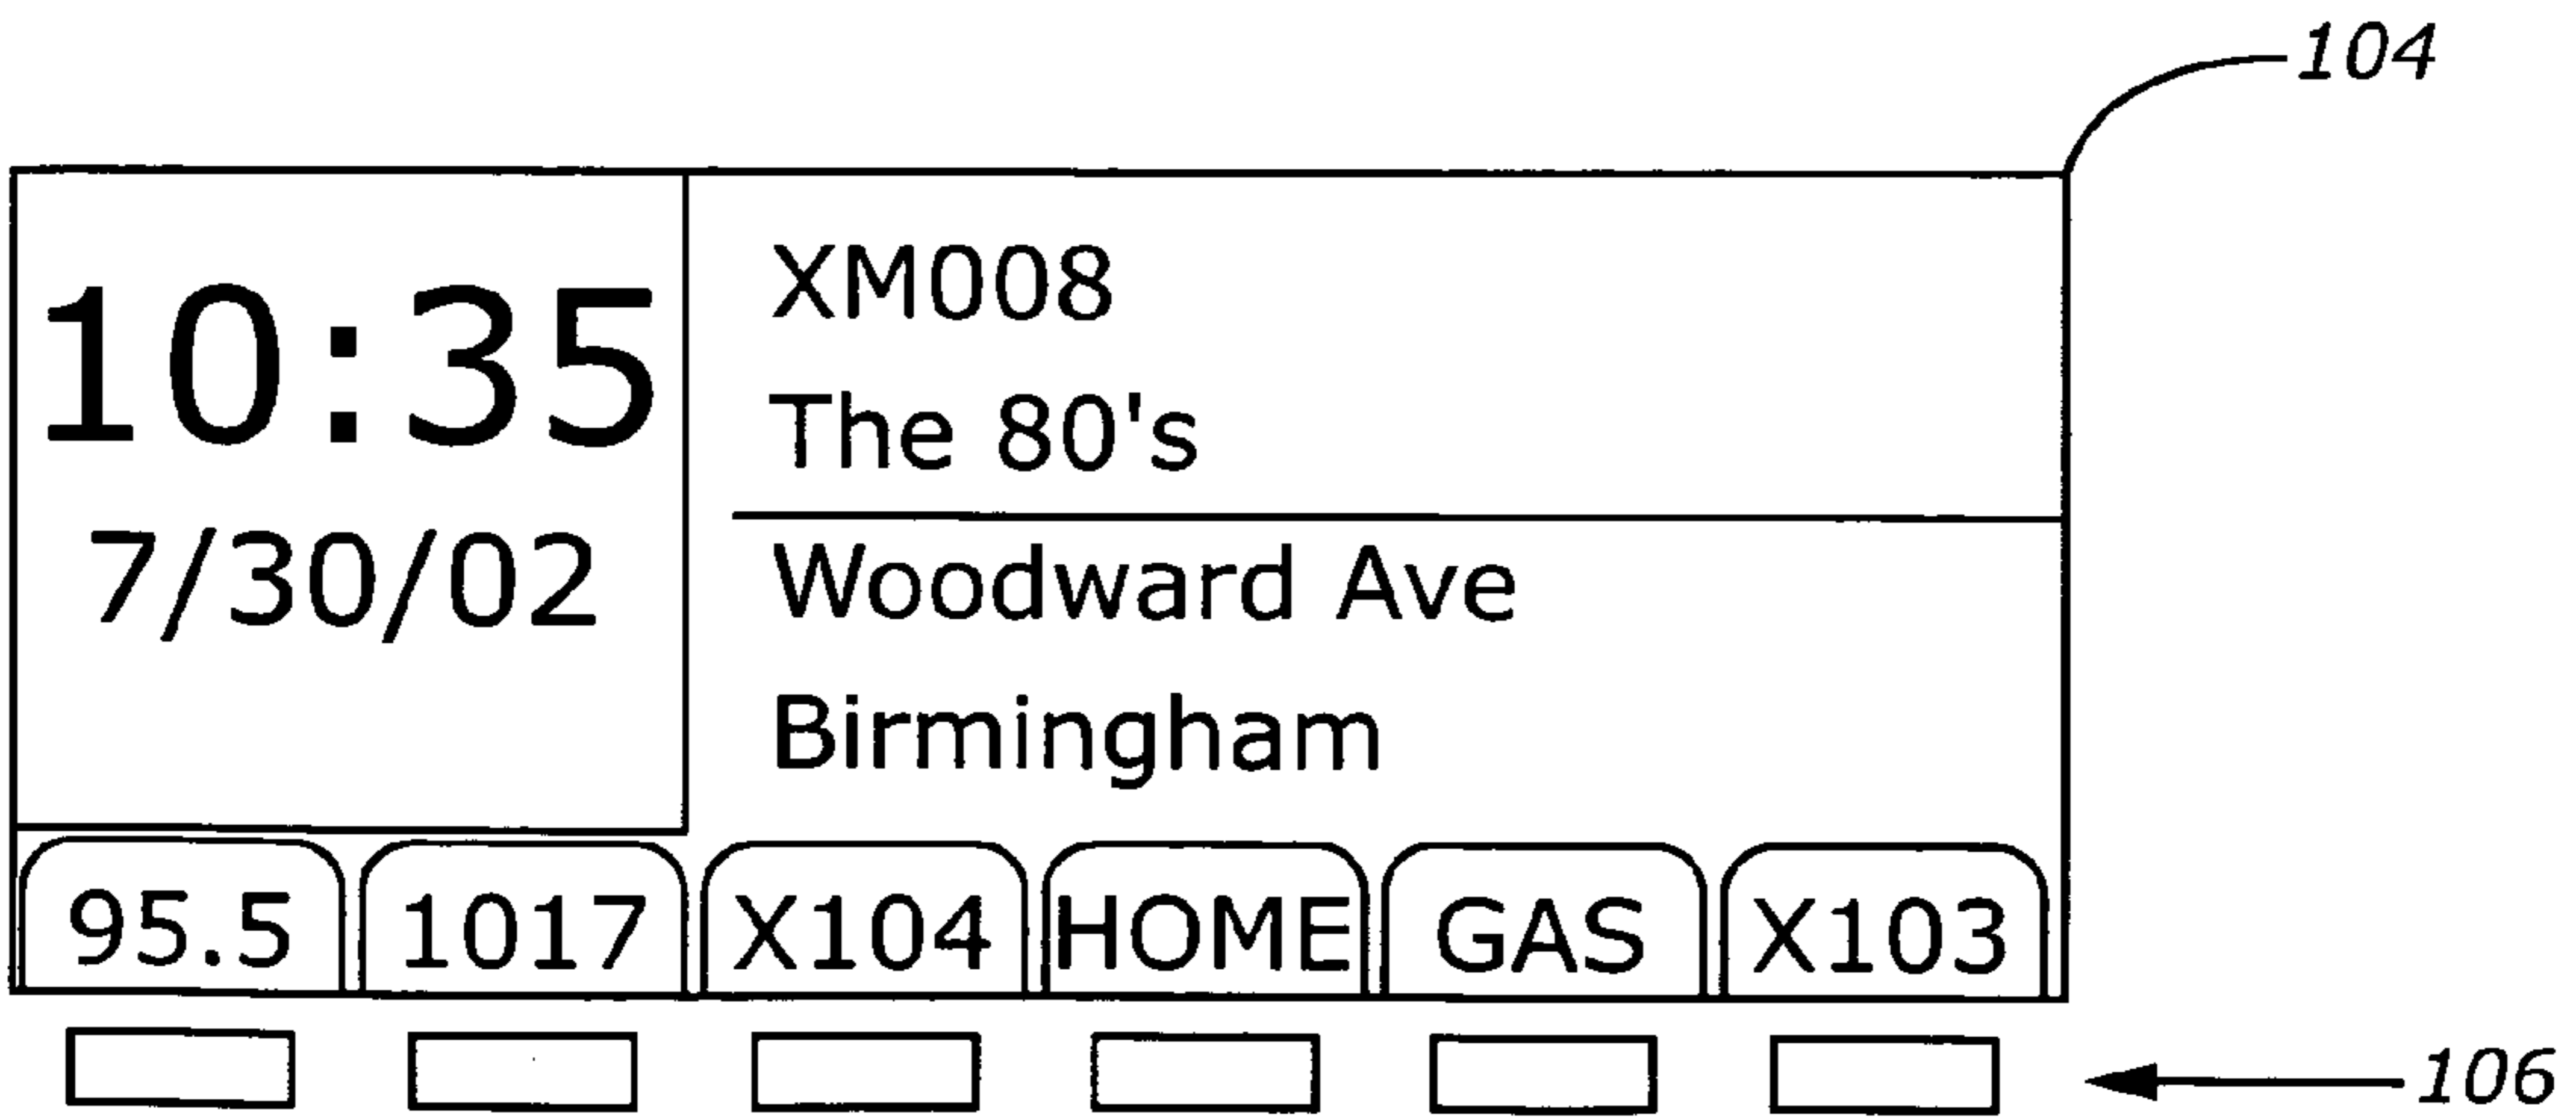 104
10:35
7/30/02
XM008
The 80's
Woodward Ave
Birmingham
95.5 1017 X104 HOME GAS X103
106